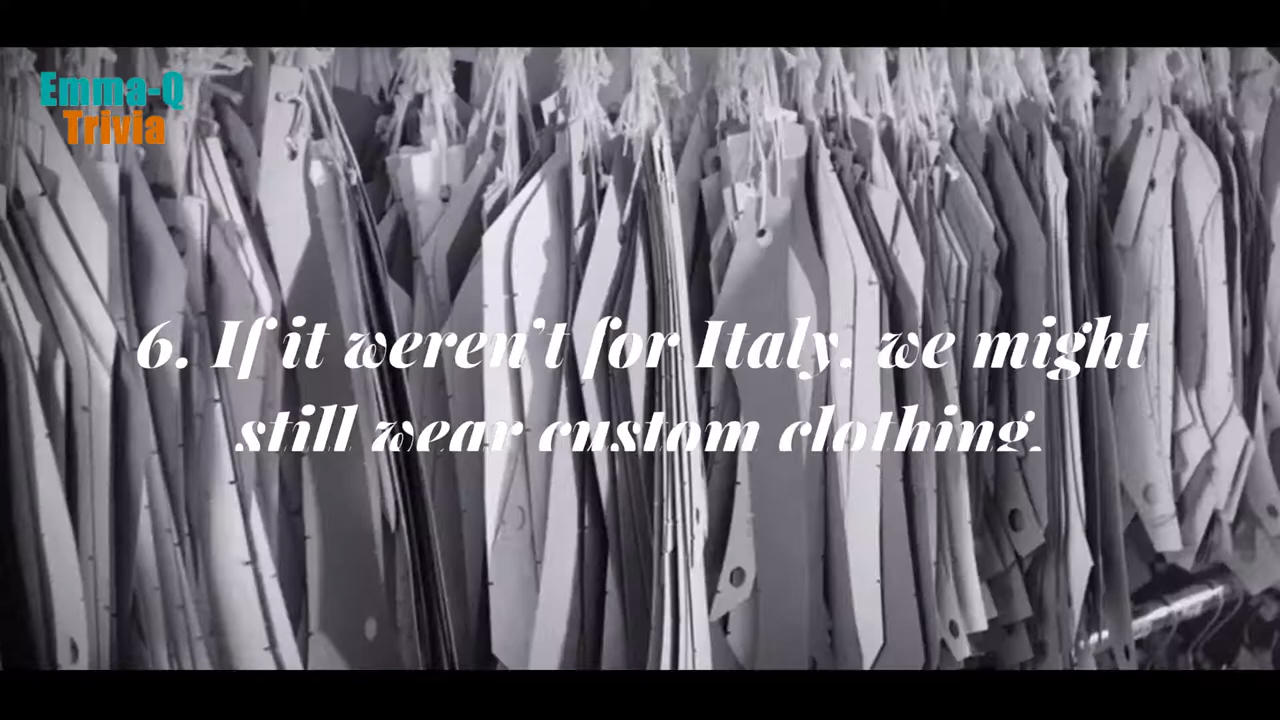 Emma-Q
Trivia
6. If it weren't for Italy, we might
still wear custom clothing.